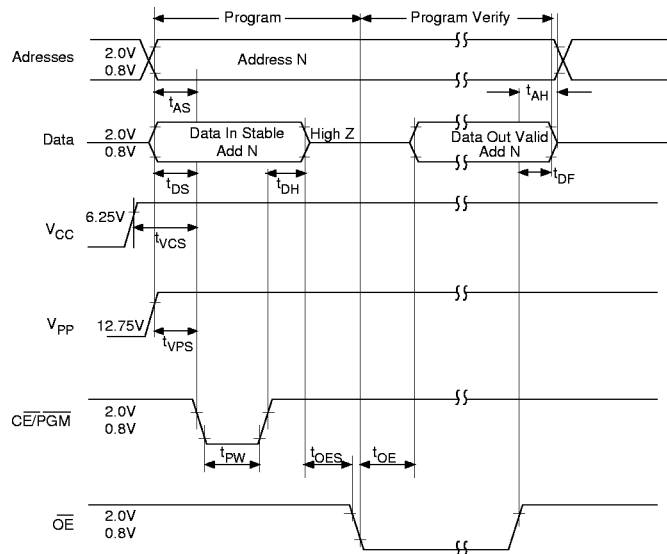 Program
Program Verify
Adresses
2.0V
0.8V
Address N
tAS
tAH
Data
2.0V
0.8V
Data In Stable
Add N
High Z
Data Out Valid
Add N
tDS
tDH
tDF
VCC
6.25V
tVCS
VPP
12.75V
tVPS
CE/PGM
2.0V
0.8V
tPW
tOES
tOE
OE
2.0V
0.8V